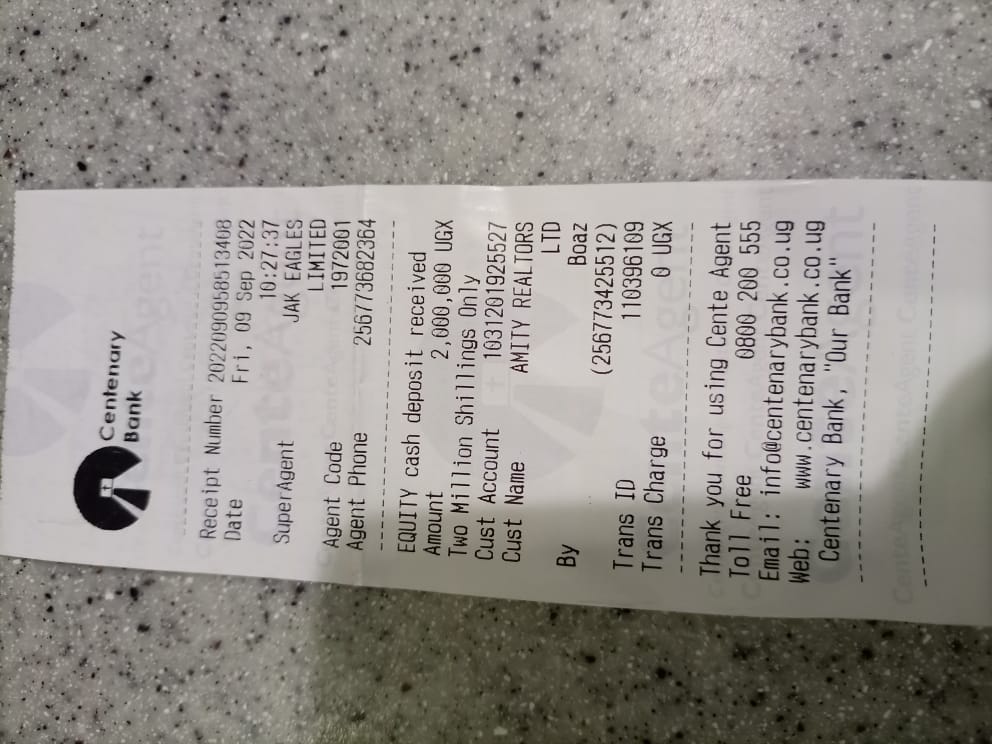 Centenary
Bank
Receipt Number 2022090958513408
Date Fri, 09 Sep 2022
10:27:37
SuperAgent JAK EAGLES
LIMITED
Agent Code 1972001
Agent Phone 256773682364
EQUITY cash deposit received
Amount 2,000,000 UGX
Two Million Shillings Only
Cust Account 1031201925527
Cust Name AMITY REALTORS
LTD
By Boaz
(256773425512)
Trans ID 110396109
Trans Charge 0 UGX
Thank you for using Cente Agent
Toll Free 0800 200 555
Email: info@centenarybank.co.ug
Web: www.centenarybank.co.ug
Centenary Bank, "Our Bank"